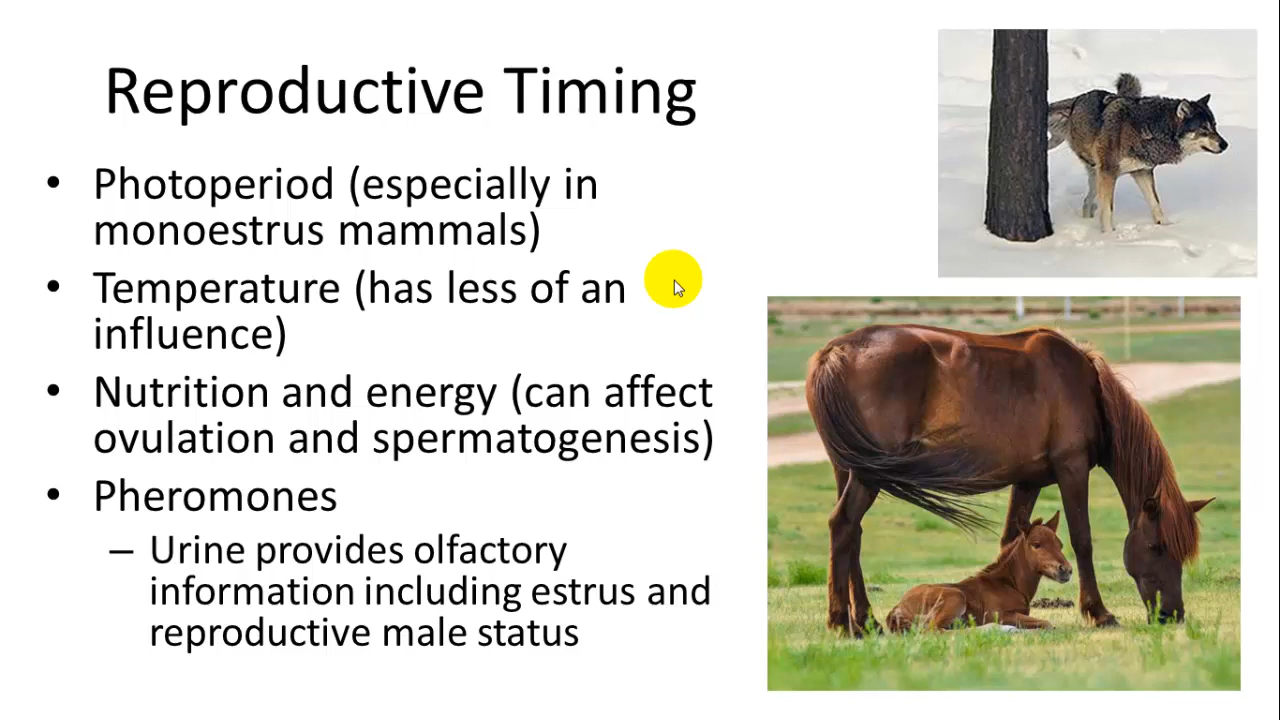 Reproductive Timing
• Photoperiod (especially in
monoestrus mammals)
• Temperature (has less of an
influence)
• Nutrition and energy (can affect
ovulation and spermatogenesis)
• Pheromones
– Urine provides olfactory
information including estrus and
reproductive male status